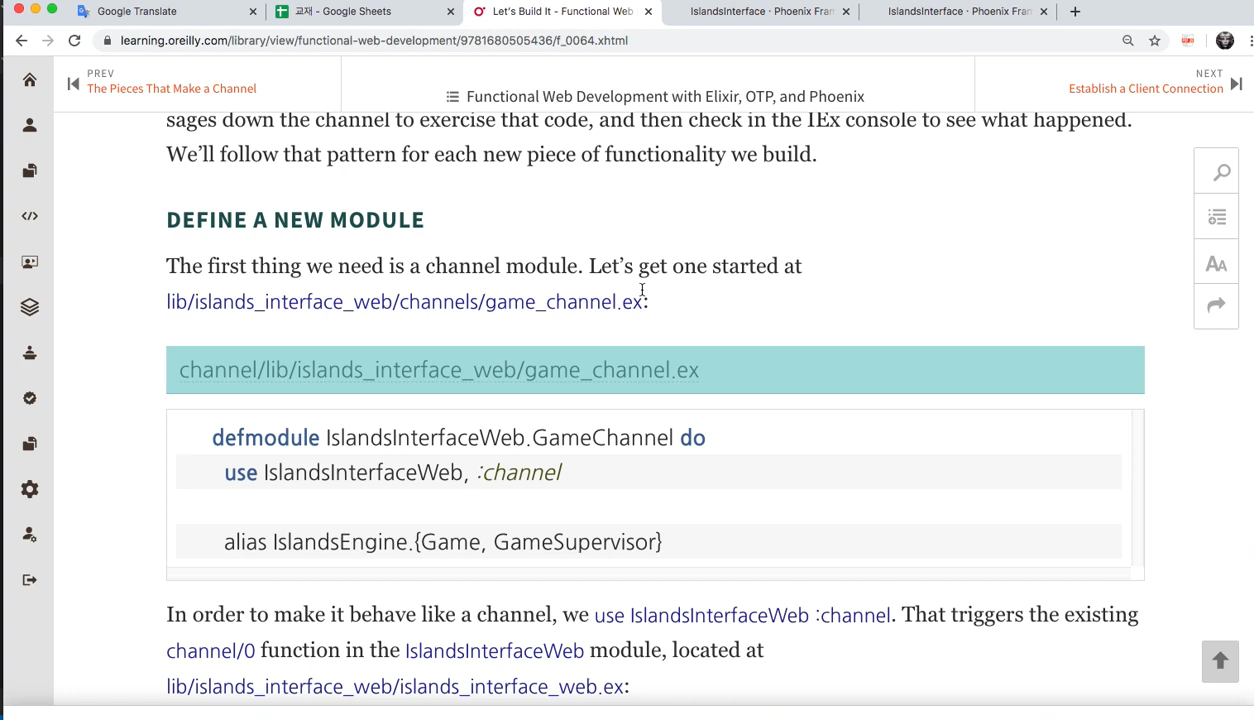 Google Translate
교재 - Google Sheets
Let's Build It - Functional Web
IslandsInterface · Phoenix Fran
IslandsInterface · Phoenix Fran
learning.oreilly.com/library/view/functional-web-development/9781680505436/f_0064.xhtml
PREV
The Pieces That Make a Channel
Functional Web Development with Elixir, OTP, and Phoenix
NEXT
Establish a Client Connection
sages down the channel to exercise that code, and then check in the IEx console to see what happened.
We'll follow that pattern for each new piece of functionality we build.
DEFINE A NEW MODULE
The first thing we need is a channel module. Let's get one started at
lib/islands_interface_web/channels/game_channel.ex:
channel/lib/islands_interface_web/game_channel.ex
defmodule IslandsInterfaceWeb.GameChannel do
use IslandsInterfaceWeb, :channel
alias IslandsEngine.{Game, GameSupervisor}
In order to make it behave like a channel, we use IslandsInterfaceWeb :channel. That triggers the existing
channel/0 function in the IslandsInterfaceWeb module, located at
lib/islands_interface_web/islands_interface_web.ex: